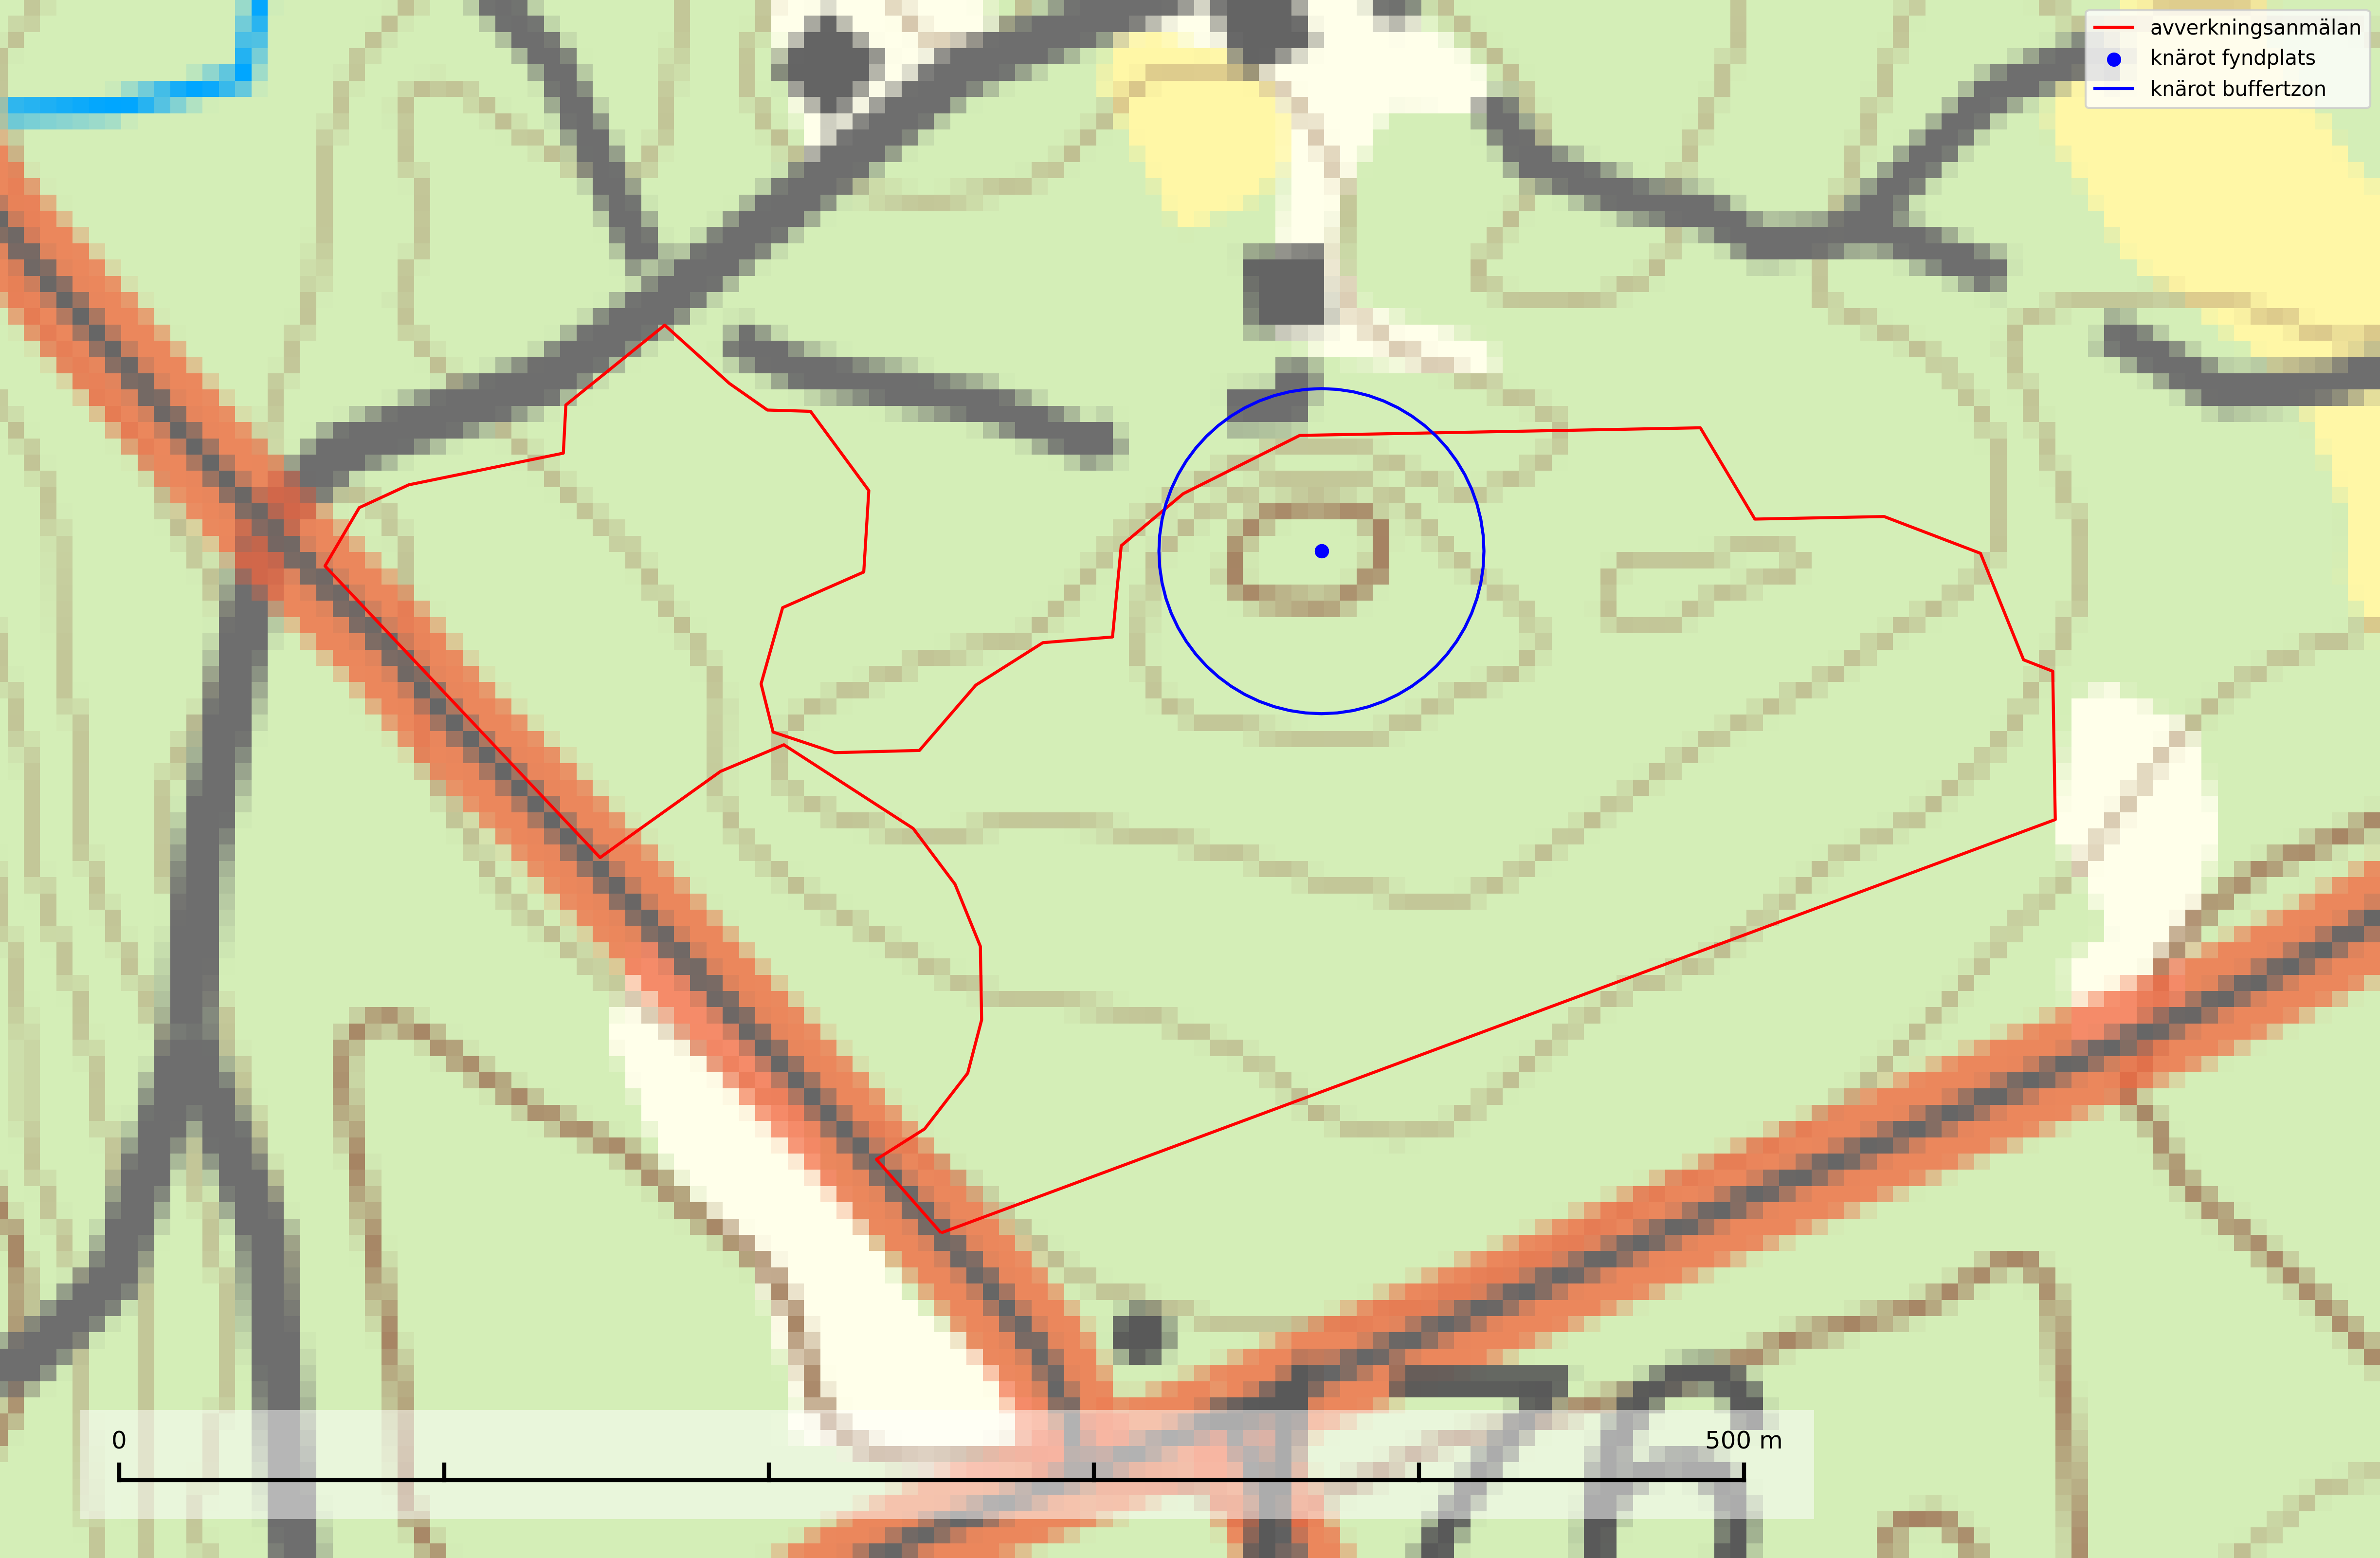 avverkningsanmälan
knärot fyndplats
knärot buffertzon
0
500 m